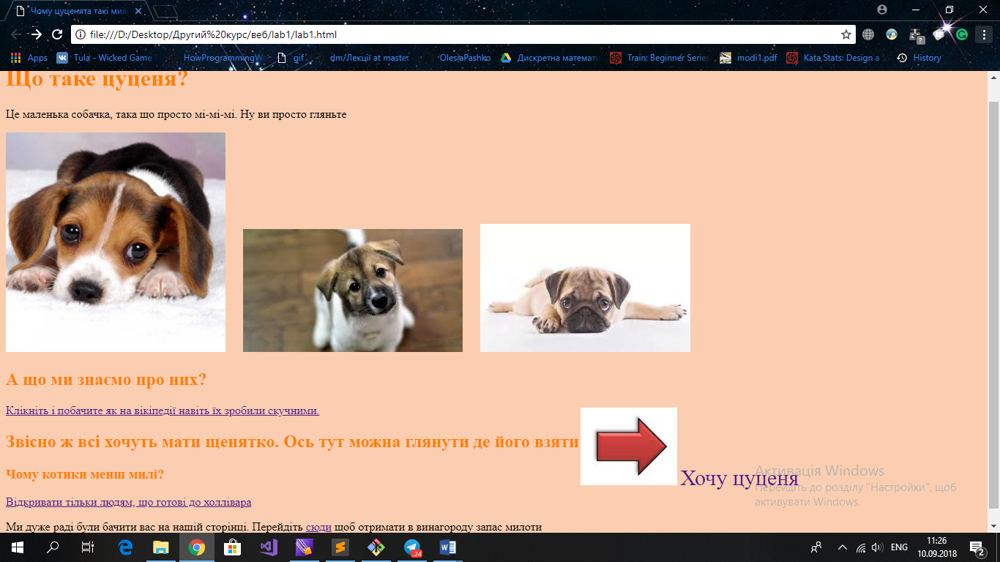 Чому цуценята такі мил
file:///D:/Desktop/Другий%20курс/веб/lab1/lab1.html
Apps
Tula - Wicked Game
HowProgrammingW
gif
dm/Лекції at master
OlesiaPashko
Дискретна математ
Train: Beginner Series
modi1.pdf
Kata Stats: Design a S
History
Що таке цуценя?
Це маленька собачка, така що просто мі-мі-мі. Ну ви просто гляньте
А що ми знаємо про них?
Клікніть і побачите як на вікіпедії навіть їх зробили скучними.
Звісно ж всі хочуть мати щенятко. Ось тут можна глянути де його взяти
Хочу цуценя
Чому котики менш милі?
Відкривати тільки людям, що готові до холлівара
Ми дуже раді були бачити вас на нашій сторінці. Перейдіть сюди щоб отримати в винагороду запас милоти
Активація Windows
Перейдіть до розділу "Настройки", щоб
активувати Windows.
.24
ENG
11:26
10.09.2018
2